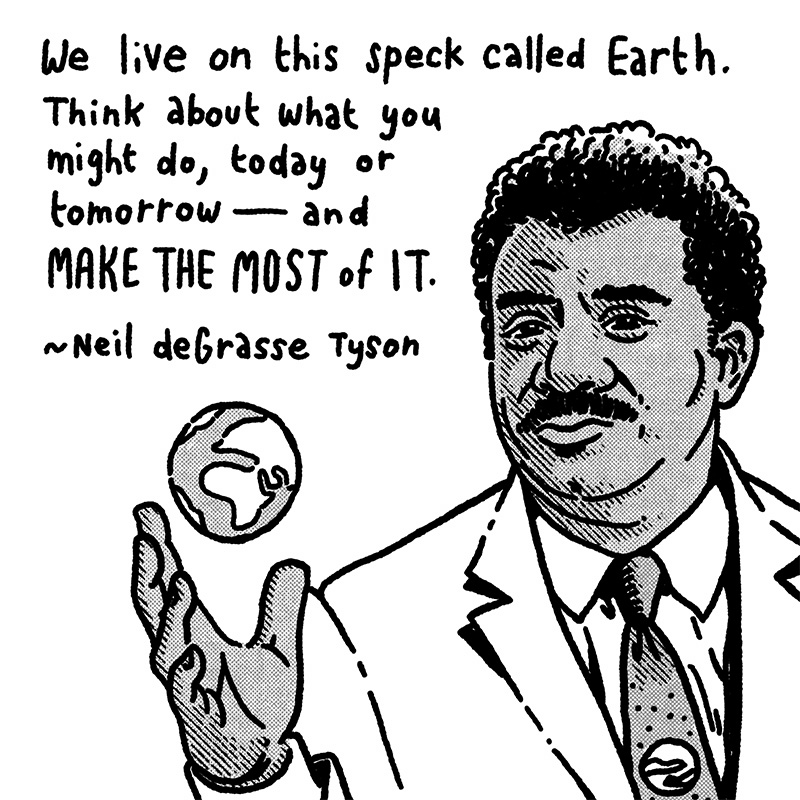 We live on this speck called Earth.
Think about what you
might do, today or
tomorrow — and
MAKE THE MOST of IT.
~Neil deGrasse Tyson